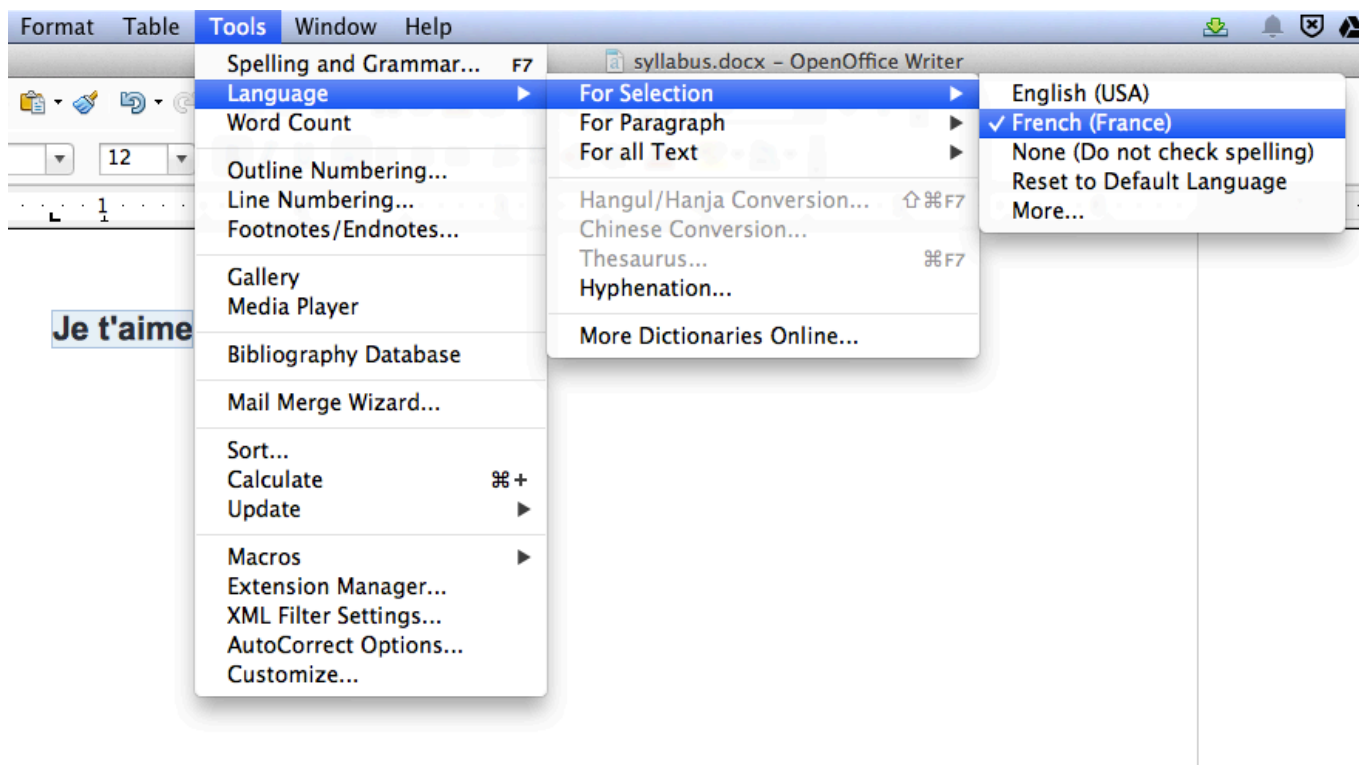 Format Table Tools Window Help
syllabus.docx – OpenOffice Writer
Spelling and Grammar... F7
Language
Word Count
Outline Numbering...
Line Numbering...
Footnotes/Endnotes...
Gallery
Media Player
Bibliography Database
Mail Merge Wizard...
Sort...
Calculate ⌘+
Update
Macros
Extension Manager...
XML Filter Settings...
AutoCorrect Options...
Customize...
For Selection
For Paragraph
For all Text
Hangul/Hanja Conversion... ⇧⌘F7
Chinese Conversion...
Thesaurus... ⌘F7
Hyphenation...
More Dictionaries Online...
English (USA)
✓ French (France)
None (Do not check spelling)
Reset to Default Language
More...
12
1
Je t'aime